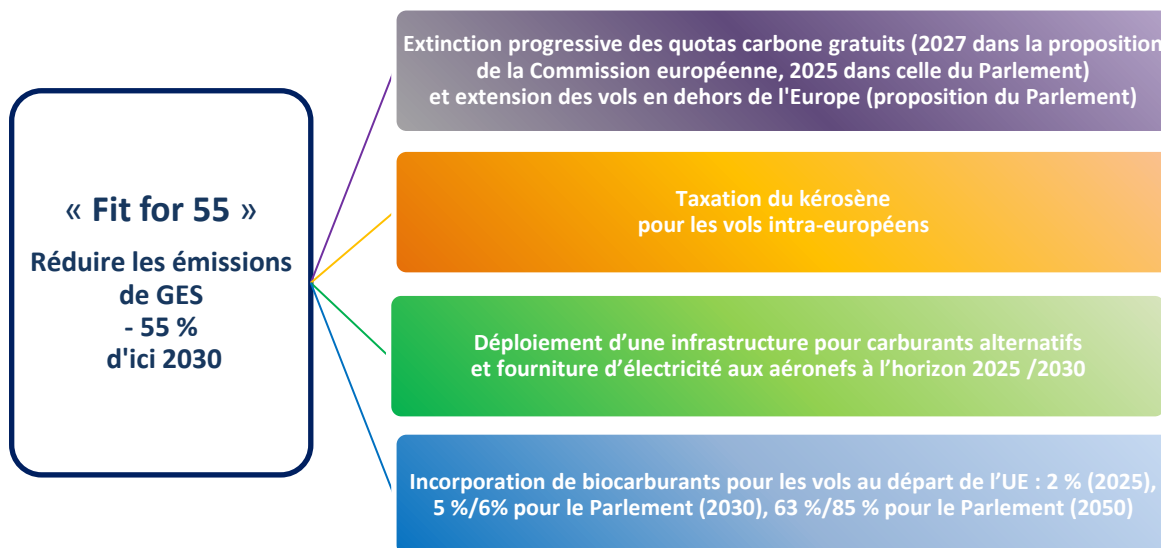 « Fit for 55 »
Réduire les émissions
de GES
- 55 %
d'ici 2030
Extinction progressive des quotas carbone gratuits (2027 dans la proposition
de la Commission européenne, 2025 dans celle du Parlement)
et extension des vols en dehors de l'Europe (proposition du Parlement)
Taxation du kérosène
pour les vols intra-européens
Déploiement d’une infrastructure pour carburants alternatifs
et fourniture d’électricité aux aéronefs à l’horizon 2025 /2030
Incorporation de biocarburants pour les vols au départ de l’UE : 2 % (2025),
5 %/6% pour le Parlement (2030), 63 %/85 % pour le Parlement (2050)